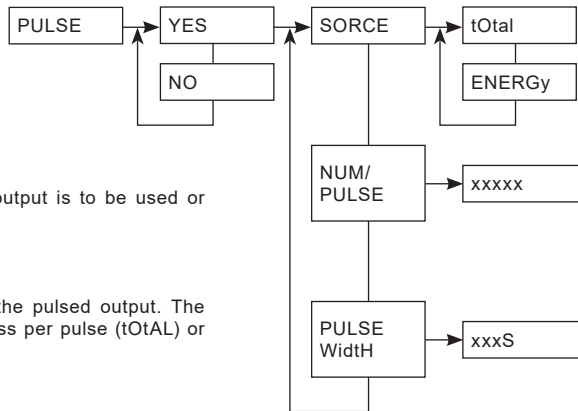 PULSE
YES
SORCE
tOtal
NO
ENERGy
NUM/
PULSE
xxxxx
output is to be used or
the pulsed output. The
ss per pulse (tOtAL) or
PULSE
WidtH
xxxS